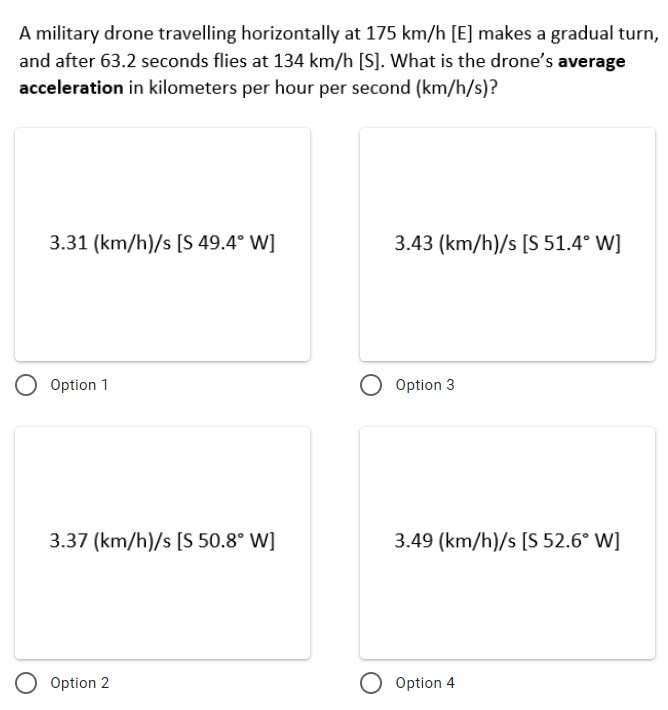 A military drone travelling horizontally at 175 km/h [E] makes a gradual turn,
and after 63.2 seconds flies at 134 km/h [S]. What is the drone's average
acceleration in kilometers per hour per second (km/h/s)?
3.31 (km/h)/s [S 49.4° W]
3.43 (km/h)/s [S 51.4° W]
Option 1
Option 3
3.37 (km/h)/s [S 50.8° W]
3.49 (km/h)/s [S 52.6° W]
Option 2
Option 4